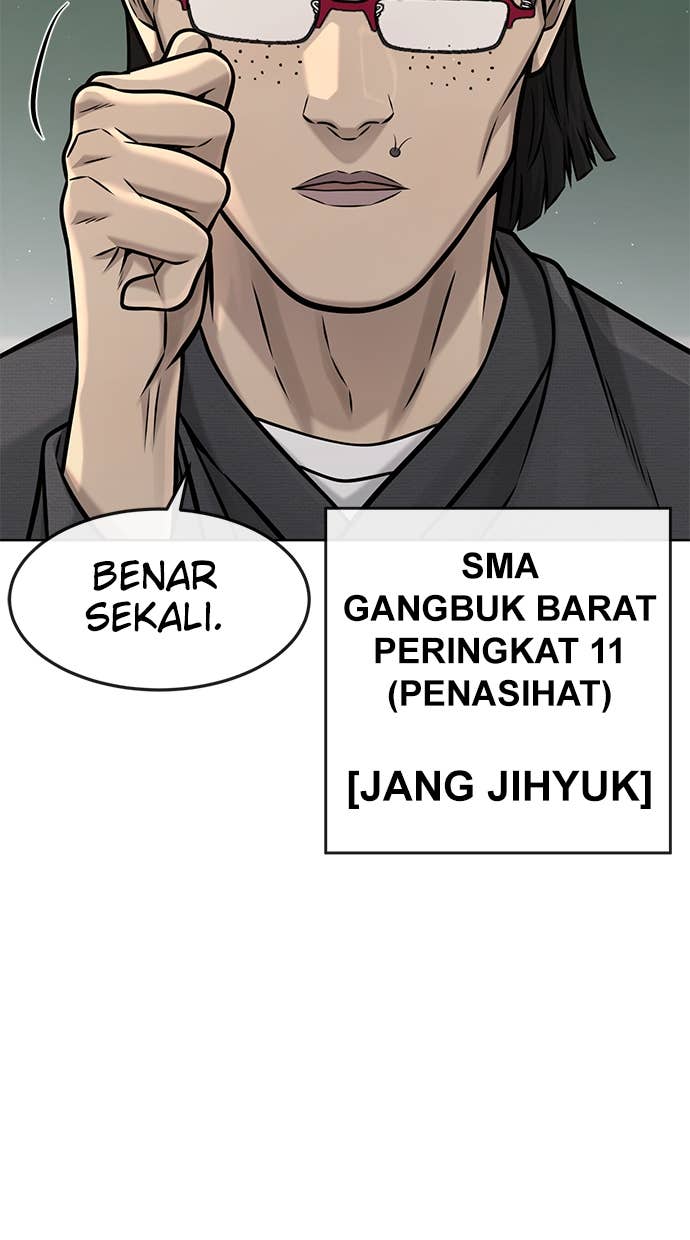 BENAR
SEKALI.
SMA
GANGBUK BARAT
PERINGKAT 11
(PENASIHAT)
[JANG JIHYUK]